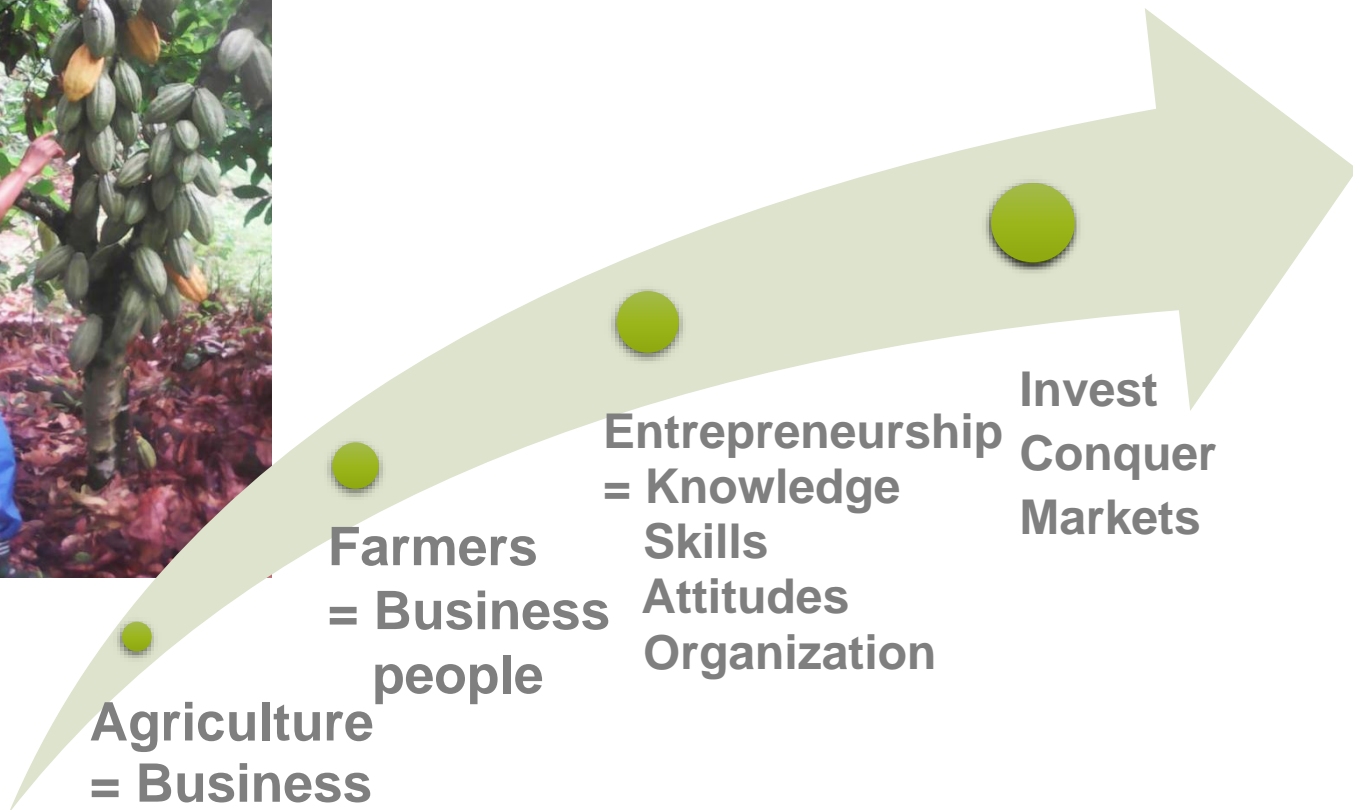 Agriculture
= Business
Farmers
= Business
people
Entrepreneurship
= Knowledge
Skills
Attitudes
Organization
Invest
Conquer
Markets